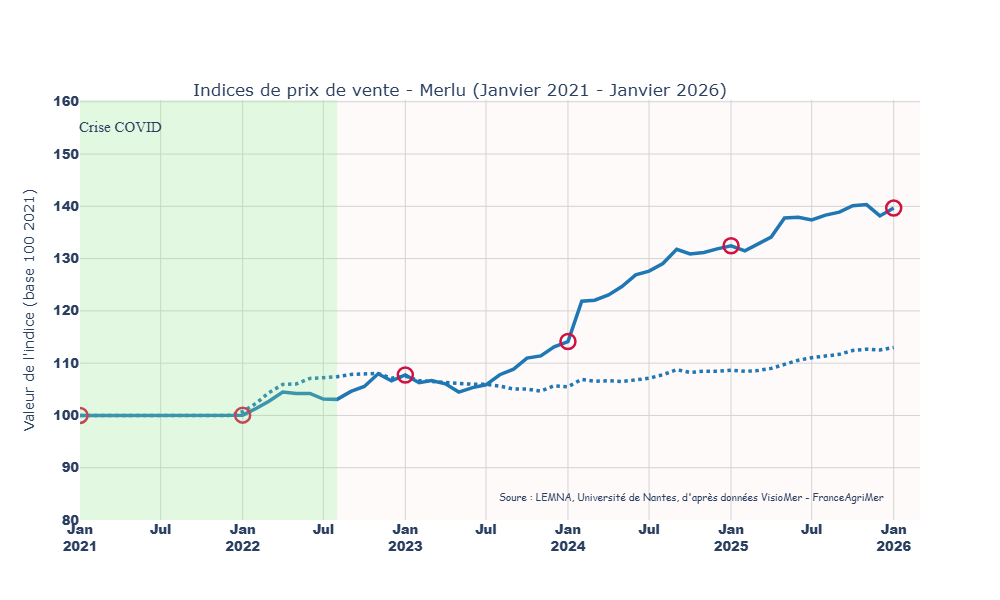 Indices de prix de vente - Merlu (Janvier 2021 - Janvier 2026)
Valeur de l'indice (base 100 2021)
160
Crise COVID
150
140
130
120
110
100
90
Soure : LEMNA, Université de Nantes, d'après données VisioMer - FranceAgriMer
80
Jan Jul Jan Jul Jan Jul Jan Jul Jan Jul Jan
2021 2022 2023 2024 2025 2026